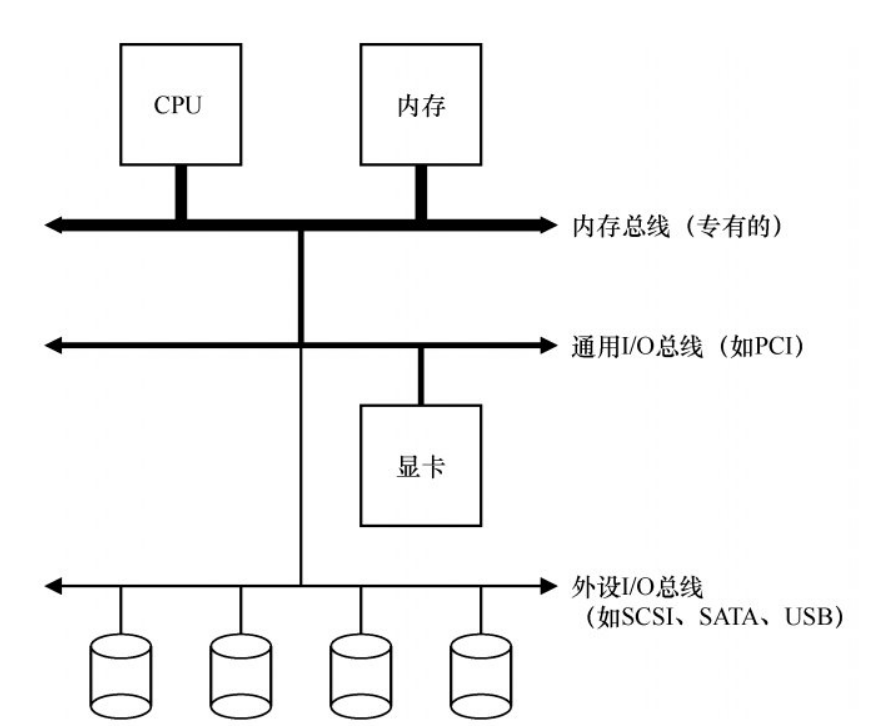 CPU
内存
内存总线（专有的）
通用I/O总线（如PCI）
显卡
外设I/O总线
（如SCSI、SATA、USB）